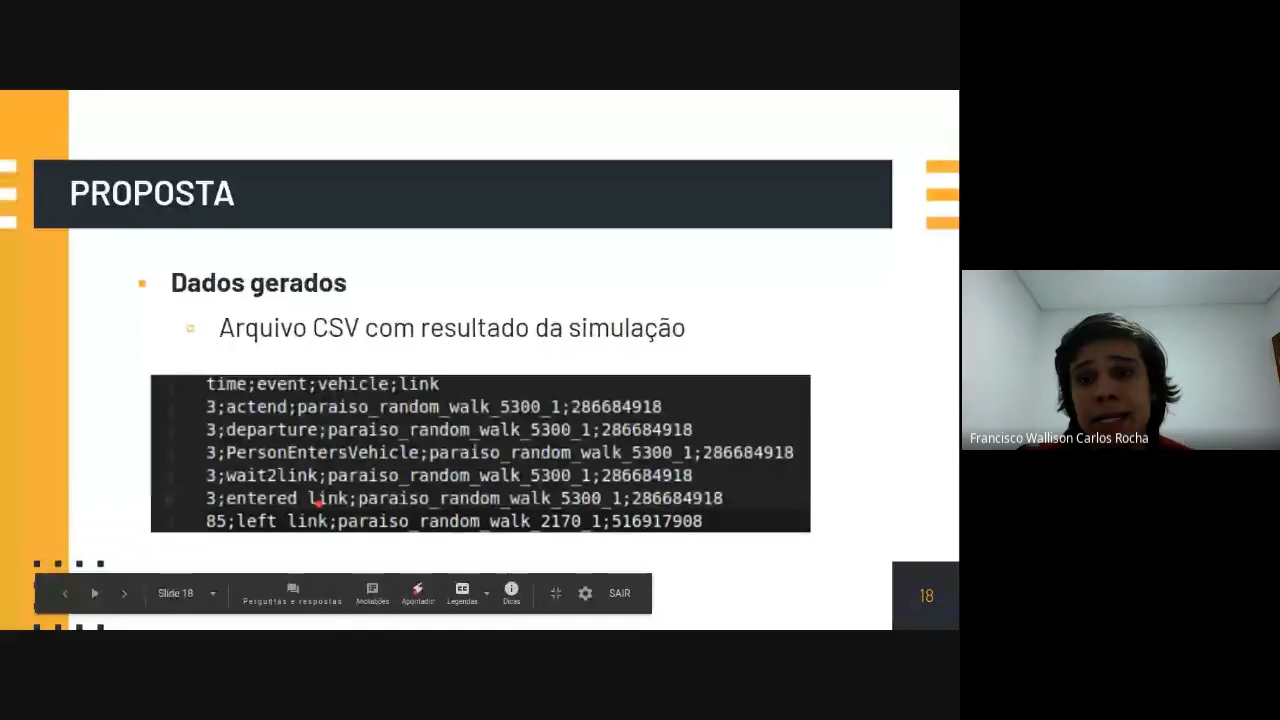 PROPOSTA
Dados gerados
Arquivo CSV com resultado da simulação
time;event;vehicle;link
3;actend;paraiso_random_walk_5300_1;286684918
3;departure;paraiso_random_walk_5300_1;286684918
3;PersonEntersVehicle;paraiso_random_walk_5300_1;286684918
3;wait2link;paraiso_random_walk_5300_1;286684918
3;entered link;paraiso_random_walk_5300_1;286684918
85;left link;paraiso_random_walk_2170_1;516917908
Francisco Wallison Carlos Rocha
Slide 18
Perguntas e respostas
Anotações
Apontador
Legendas
Dicas
SAIR
18